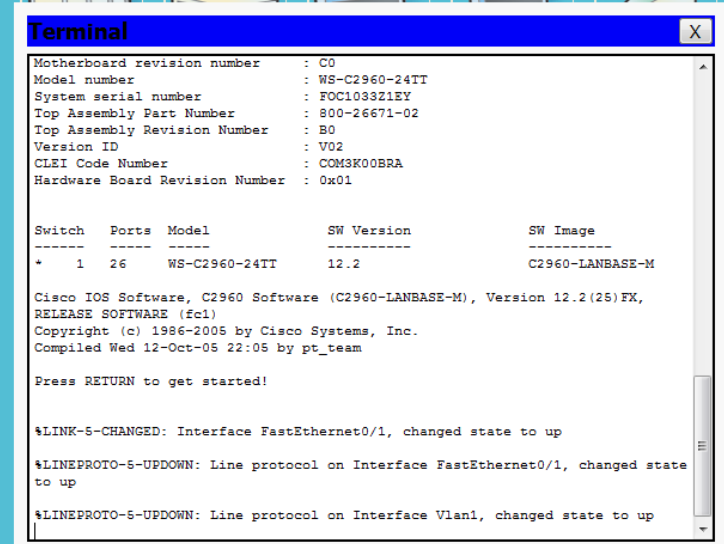 Terminal
X
Motherboard revision number : C0
Model number : WS-C2960-24TT
System serial number : FOC1033Z1EY
Top Assembly Part Number : 800-26671-02
Top Assembly Revision Number : B0
Version ID : V02
CLEI Code Number : COM3K00BRA
Hardware Board Revision Number : 0x01
Switch Ports Model SW Version SW Image
------ ----- ----- ---------- ----------
* 1 26 WS-C2960-24TT 12.2 C2960-LANBASE-M
Cisco IOS Software, C2960 Software (C2960-LANBASE-M), Version 12.2(25)FX,
RELEASE SOFTWARE (fc1)
Copyright (c) 1986-2005 by Cisco Systems, Inc.
Compiled Wed 12-Oct-05 22:05 by pt_team
Press RETURN to get started!
%LINK-5-CHANGED: Interface FastEthernet0/1, changed state to up
%LINEPROTO-5-UPDOWN: Line protocol on Interface FastEthernet0/1, changed state
to up
%LINEPROTO-5-UPDOWN: Line protocol on Interface Vlan1, changed state to up